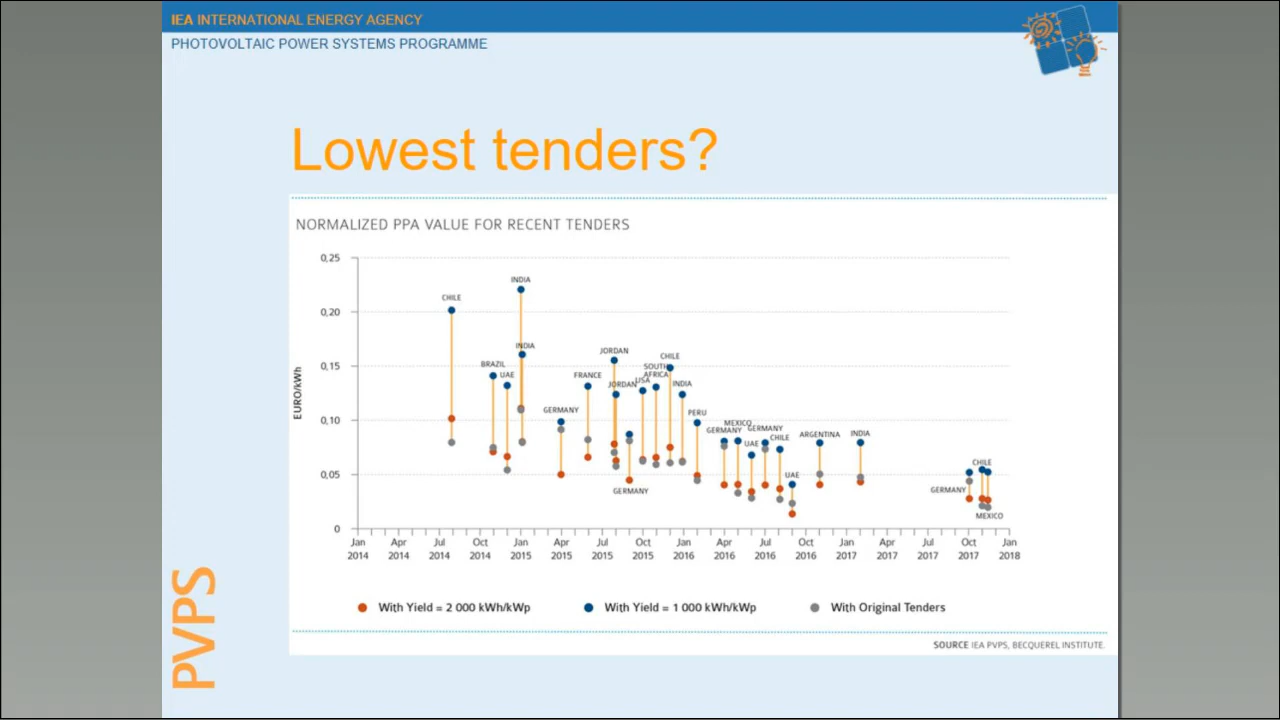 IEA INTERNATIONAL ENERGY AGENCY
PHOTOVOLTAIC POWER SYSTEMS PROGRAMME
Lowest tenders?
NORMALIZED PPA VALUE FOR RECENT TENDERS
EURO/kWh
0,25
0,20
0,15
0,10
0,05
0
CHILE
BRAZIL
UAE
INDIA
INDIA
GERMANY
FRANCE
JORDAN
JORDAN
GERMANY
USA
SOUTH
AFRICA
CHILE
INDIA
PERU
GERMANY
MEXICO
UAE
GERMANY
CHILE
UAE
ARGENTINA
INDIA
GERMANY
CHILE
MEXICO
Jan Apr Jul Oct Jan Apr Jul Oct Jan Apr Jul Oct Jan Apr Jul Oct Jan
2014 2014 2014 2014 2015 2015 2015 2015 2016 2016 2016 2016 2017 2017 2017 2017 2018
With Yield = 2 000 kWh/kWp With Yield = 1 000 kWh/kWp With Original Tenders
SOURCE IEA PVPS, BECQUEREL INSTITUTE.
PVPS